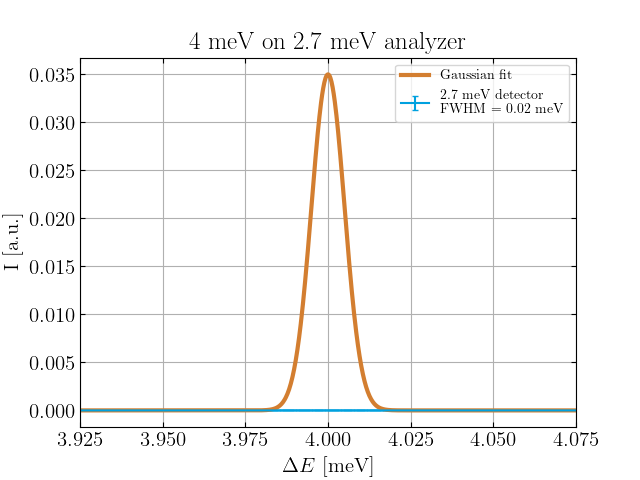 4 meV on 2.7 meV analyzer
Gaussian fit
2.7 meV detector
FWHM = 0.02 meV
I [a.u.]
0.035
0.030
0.025
0.020
0.015
0.010
0.005
0.000
3.925 3.950 3.975 4.000 4.025 4.050 4.075
ΔE [meV]